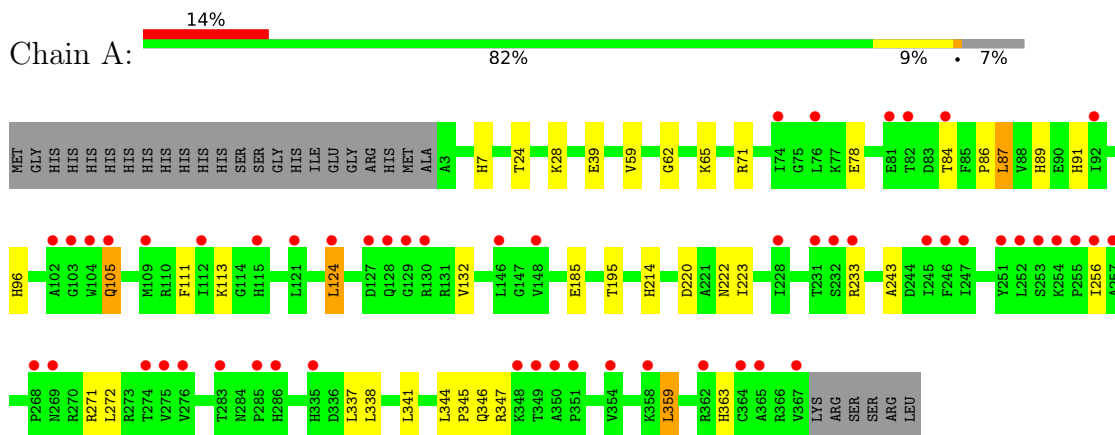 14%
Chain A:
82% 9% • 7%
MET GLY HIS HIS HIS HIS HIS HIS HIS HIS HIS HIS SER SER GLY HIS ILE GLU GLY ARG HIS MET ALA A3 H7 T24 K28 E39 V59 G62 K65 R71 I74 G75 L76 K77 E78 E81 T82 D83 T84 F85 P86 L87 V88 H89 E90 H91 I92
H96 A102 G103 W104 Q105 M109 R110 F111 I112 K113 G114 H115 L121 L124 D127 Q128 G129 R130 R131 V132 L146 G147 V148 E185 T195 H214 D220 A221 N222 I223 I228 T231 S232 R233 A243 D244 I245 F246 I247 Y251 L252 S253 K254 P255 I256 A257
P268 N269 R270 R271 L272 R273 T274 V275 V276 T283 N284 P285 H286 H335 D336 L337 L338 L341 L344 P345 Q346 R347 K348 T349 A350 P351 V354 K358 L359 R362 H363 C364 A365 R366 V367 LYS ARG SER SER ARG LEU